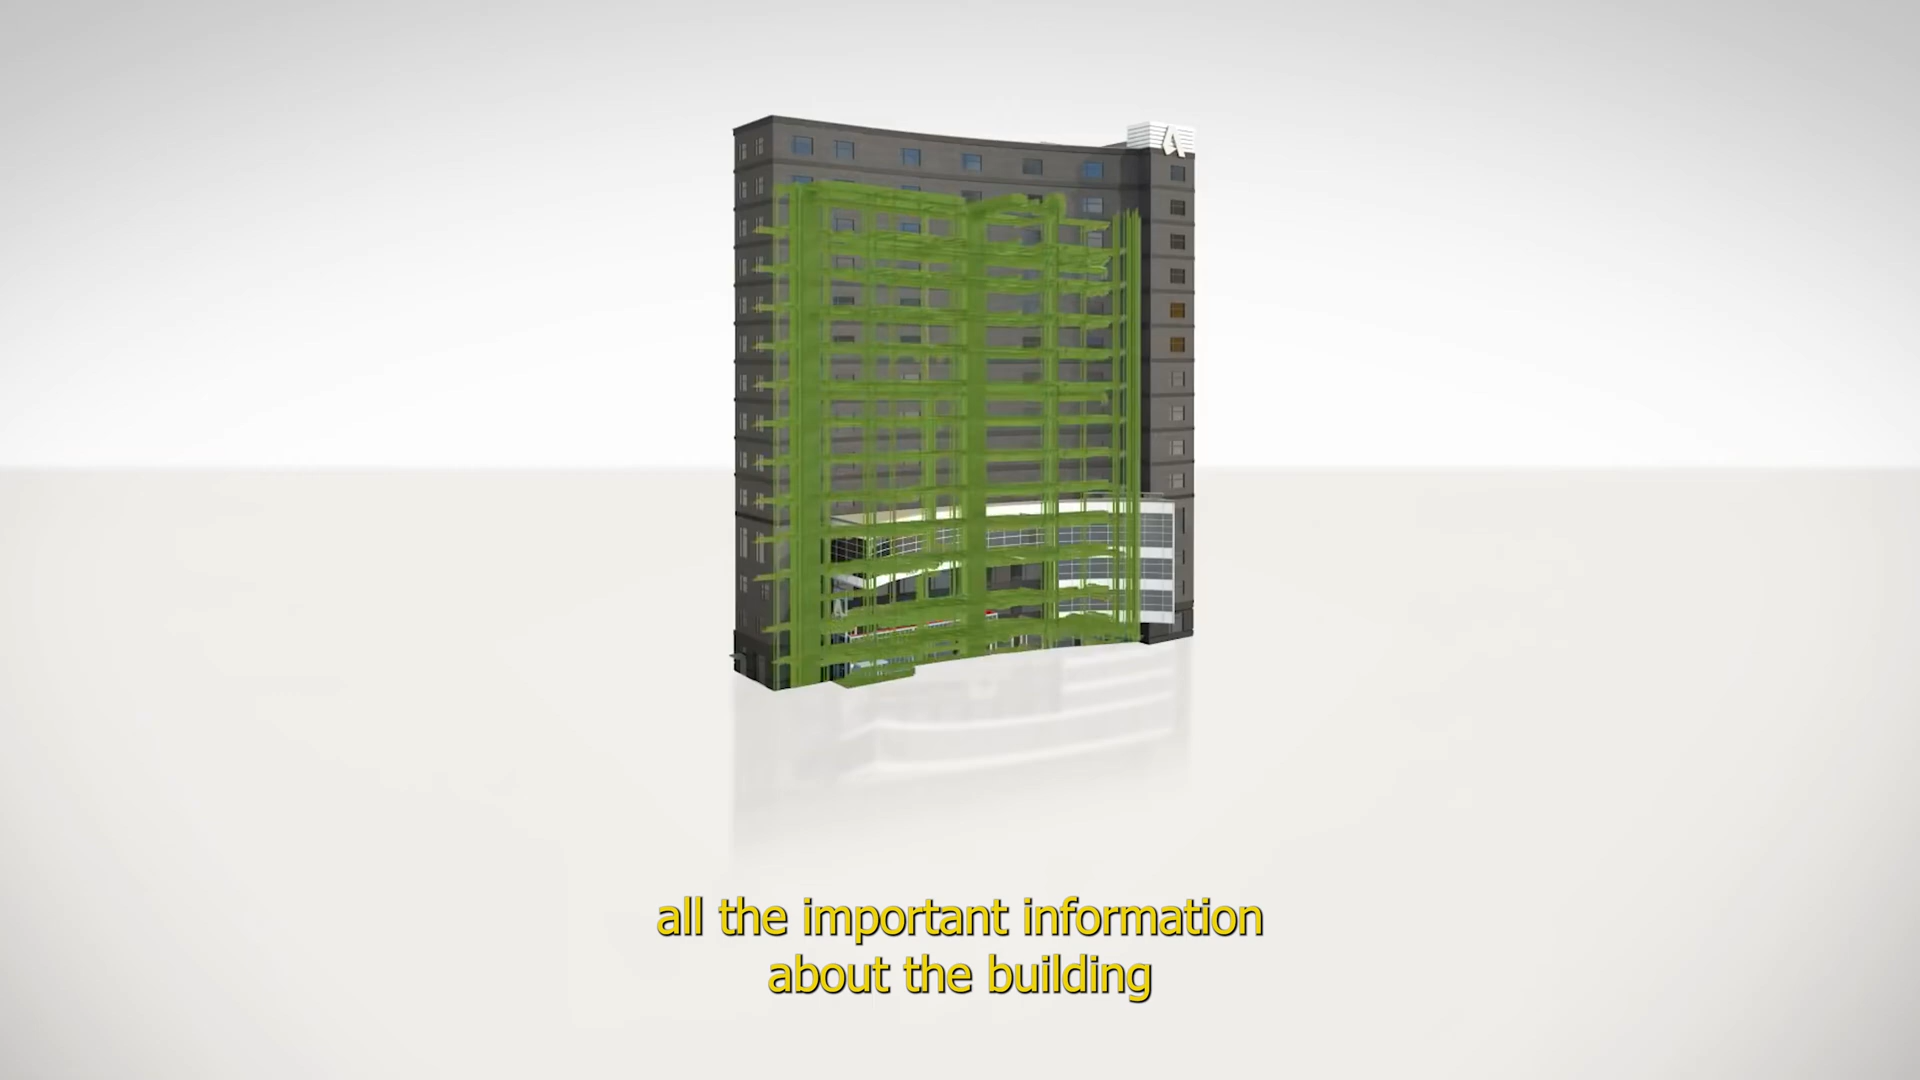 all the important information
about the building